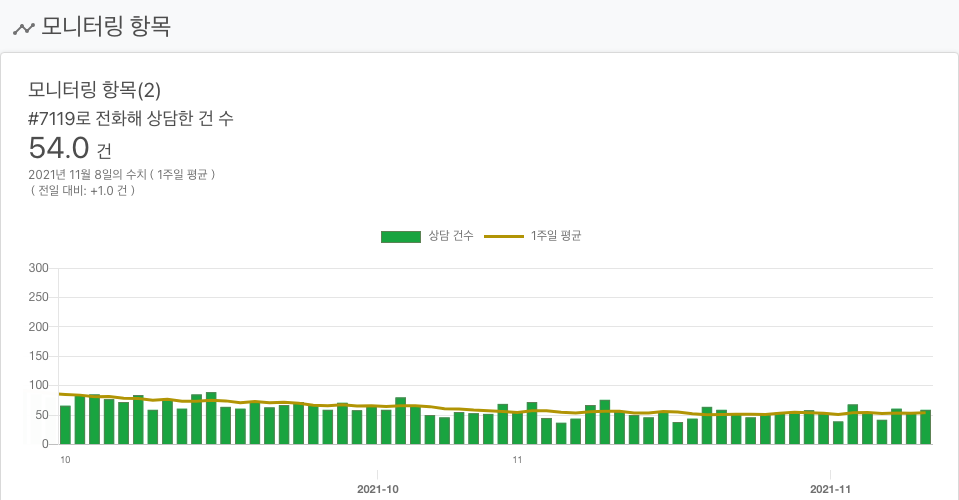 모니터링 항목
모니터링 항목(2)
#7119로 전화해 상담한 건 수
54.0 건
2021년 11월 8일의 수치 ( 1주일 평균 )
( 전일 대비: +1.0 건 )
상담 건수 1주일 평균
300
250
200
150
100
50
0
10 11
2021-10 2021-11